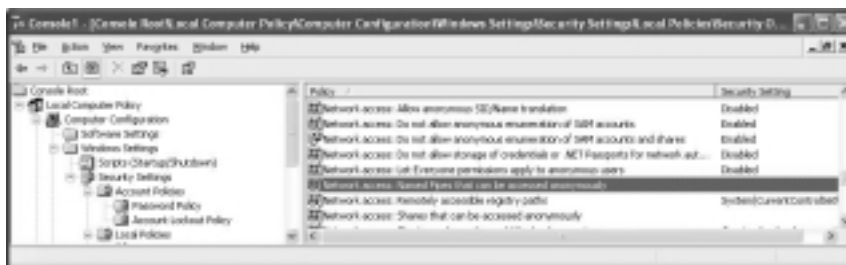 Console1 - [Console Root\Local Computer Policy\Computer Configuration\Windows Settings\Security Settings\Local Policies\Security O...
File Action View Favorites Window Help
Console Root
Local Computer Policy
Computer Configuration
Software Settings
Windows Settings
Scripts (Startup/Shutdown)
Security Settings
Account Policies
Password Policy
Account Lockout Policy
Local Policies
Policy Security Setting
Network access: Allow anonymous SID/Name translation Disabled
Network access: Do not allow anonymous enumeration of SAM accounts
Network access: Do not allow anonymous enumeration of SAM accounts and shares
Network access: Do not allow storage of credentials or .NET Passports for network aut...
Network access: Let Everyone permissions apply to anonymous users Disabled
Network access: Named Pipes that can be accessed anonymously
Network access: Remotely accessible registry paths System\CurrentControlSet
Network access: Shares that can be accessed anonymously